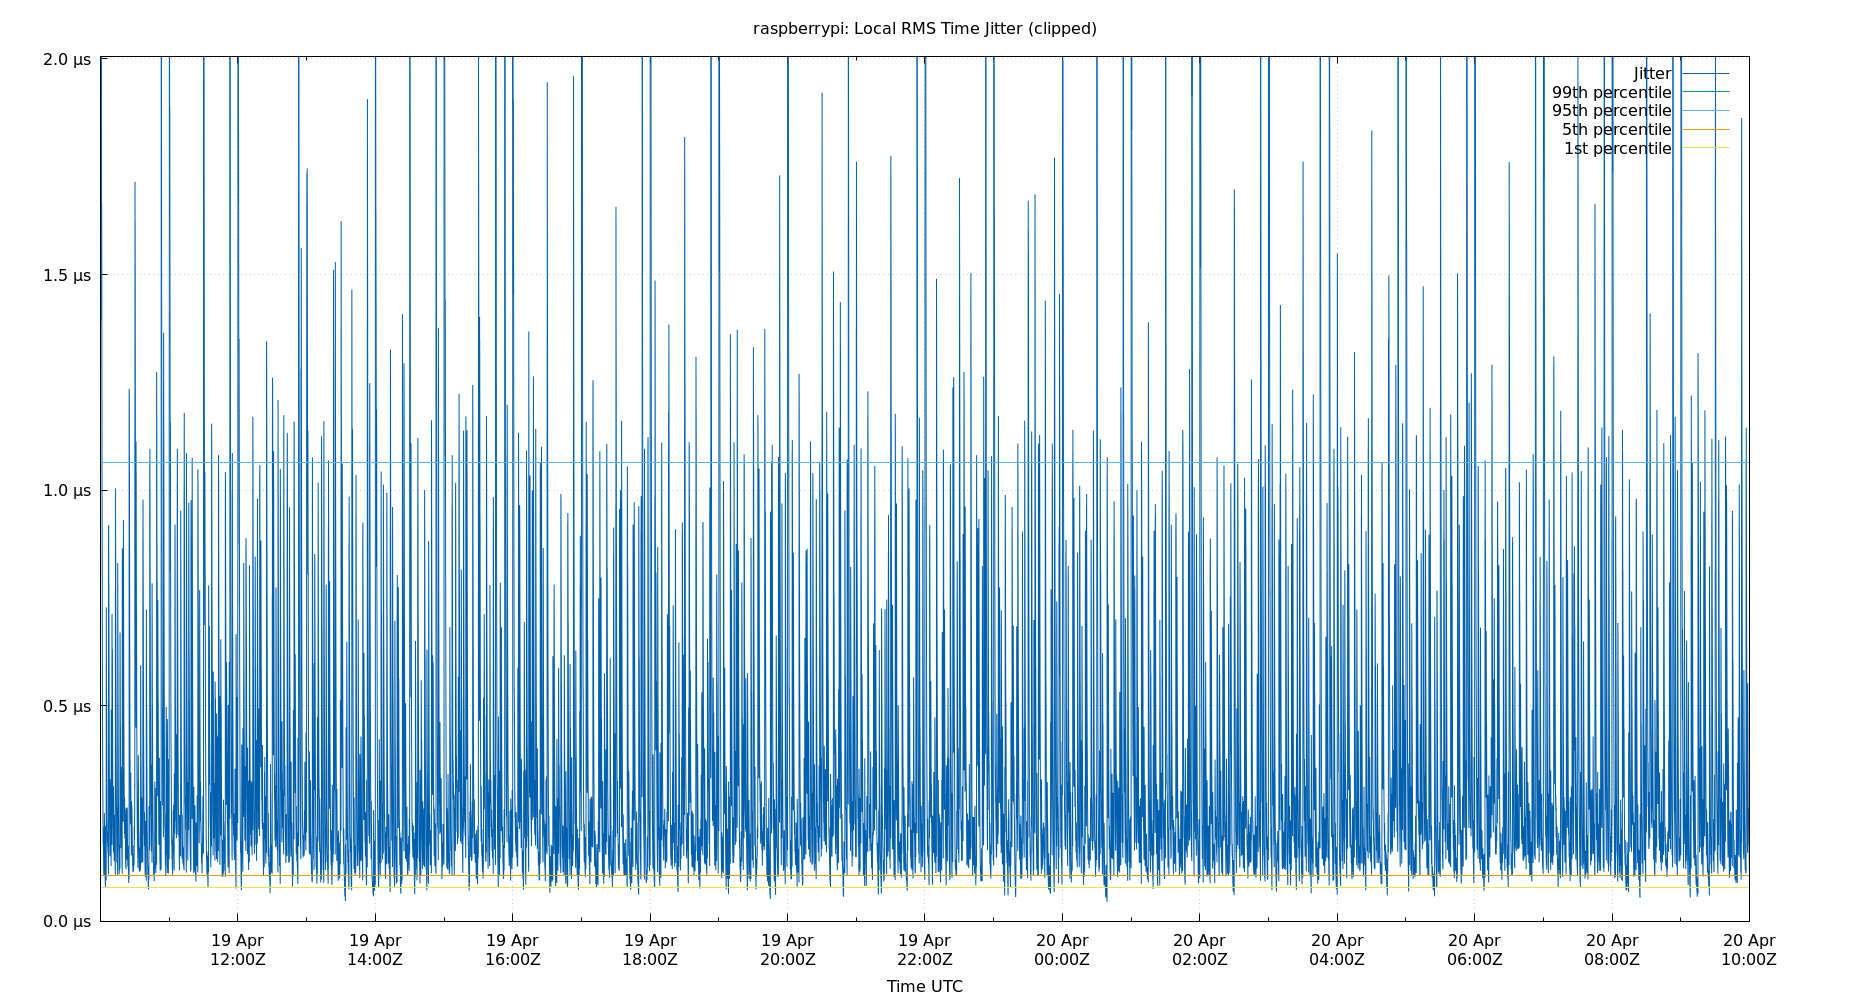 raspberrypi: Local RMS Time Jitter (clipped)
2.0 µs
1.5 µs
1.0 µs
0.5 µs
0.0 µs
Jitter
99th percentile
95th percentile
5th percentile
1st percentile
19 Apr
12:00Z
19 Apr
14:00Z
19 Apr
16:00Z
19 Apr
18:00Z
19 Apr
20:00Z
19 Apr
22:00Z
20 Apr
00:00Z
20 Apr
02:00Z
20 Apr
04:00Z
20 Apr
06:00Z
20 Apr
08:00Z
20 Apr
10:00Z
Time UTC